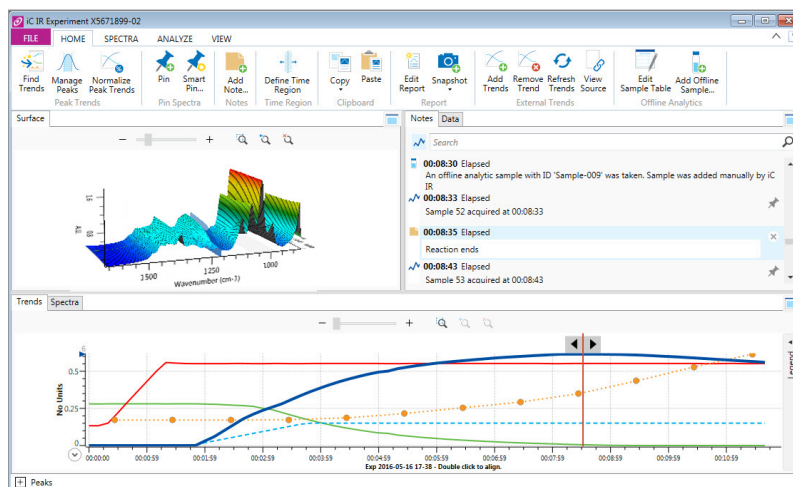 iC IR Experiment X5671899-02
FILE HOME SPECTRA ANALYZE VIEW
Find Trends
Manage Peaks
Normalize Peak Trends
Pin
Smart Pin...
Add Note...
Define Time Region
Copy
Paste
Edit Report
Snapshot
Add Trends
Remove Trend
Refresh Trends
View Source
Edit Sample Table
Add Offline Sample...
Peak Trends Pin Spectra Notes Time Region Clipboard Report External Trends Offline Analytics
Surface
Notes Data
Search
00:08:30 Elapsed
An offline analytic sample with ID 'Sample-009' was taken. Sample was added manually by iC
IR
00:08:33 Elapsed
Sample 52 acquired at 00:08:33
00:08:35 Elapsed
Reaction ends
00:08:43 Elapsed
Sample 53 acquired at 00:08:43
1.6
0.8
A.U.
1500 1250 1000
Wavenumber (cm-1)
Trends Spectra
Legend
No Units
0.5
0.25
0
00:00:00 00:00:59 00:01:59 00:02:59 00:03:59 00:04:59 00:05:59 00:06:59 00:07:59 00:08:59 00:09:59 00:10:59
Exp 2016-05-16 17-38 - Double click to align.
Peaks